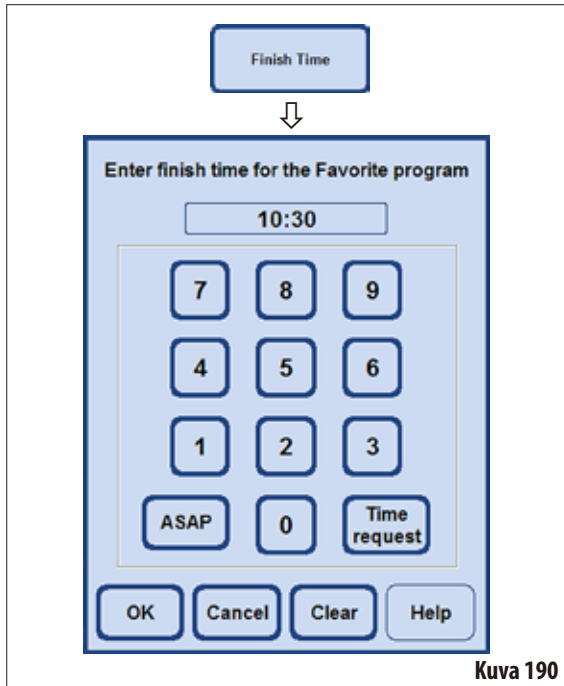 Finish Time
Enter finish time for the Favorite program
10:30
7 8 9
4 5 6
1 2 3
ASAP 0 Time request
OK Cancel Clear Help
Kuva 190